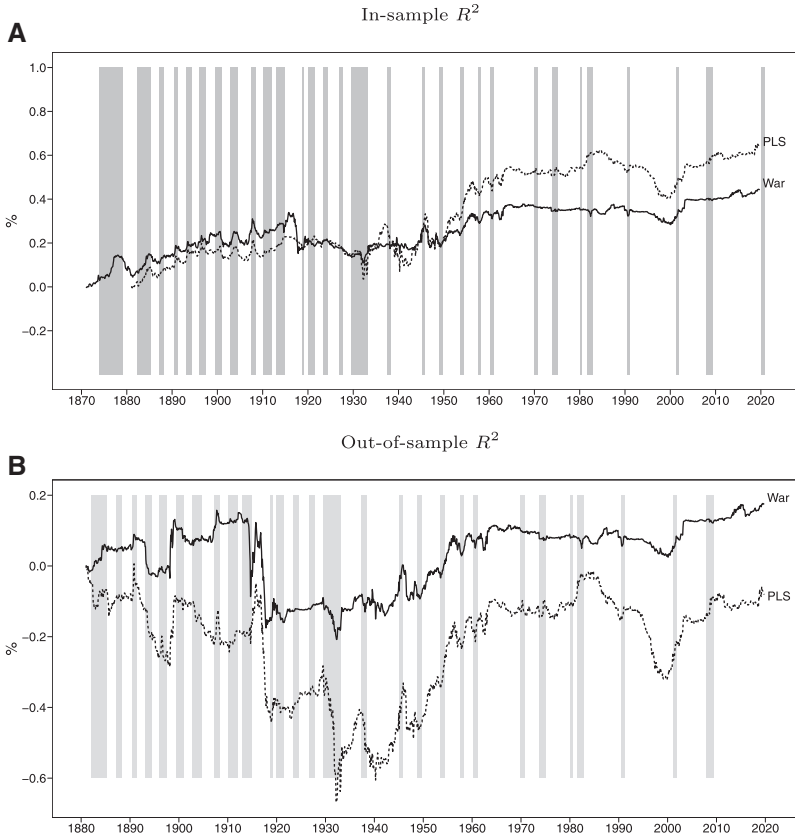 In-sample R²
A
1.0
0.8
0.6
0.4
0.2
0.0
−0.2
%
PLS
War
1870 1880 1890 1900 1910 1920 1930 1940 1950 1960 1970 1980 1990 2000 2010 2020
Out-of-sample R²
B
0.2
0.0
−0.2
−0.4
−0.6
%
War
PLS
1880 1890 1900 1910 1920 1930 1940 1950 1960 1970 1980 1990 2000 2010 2020